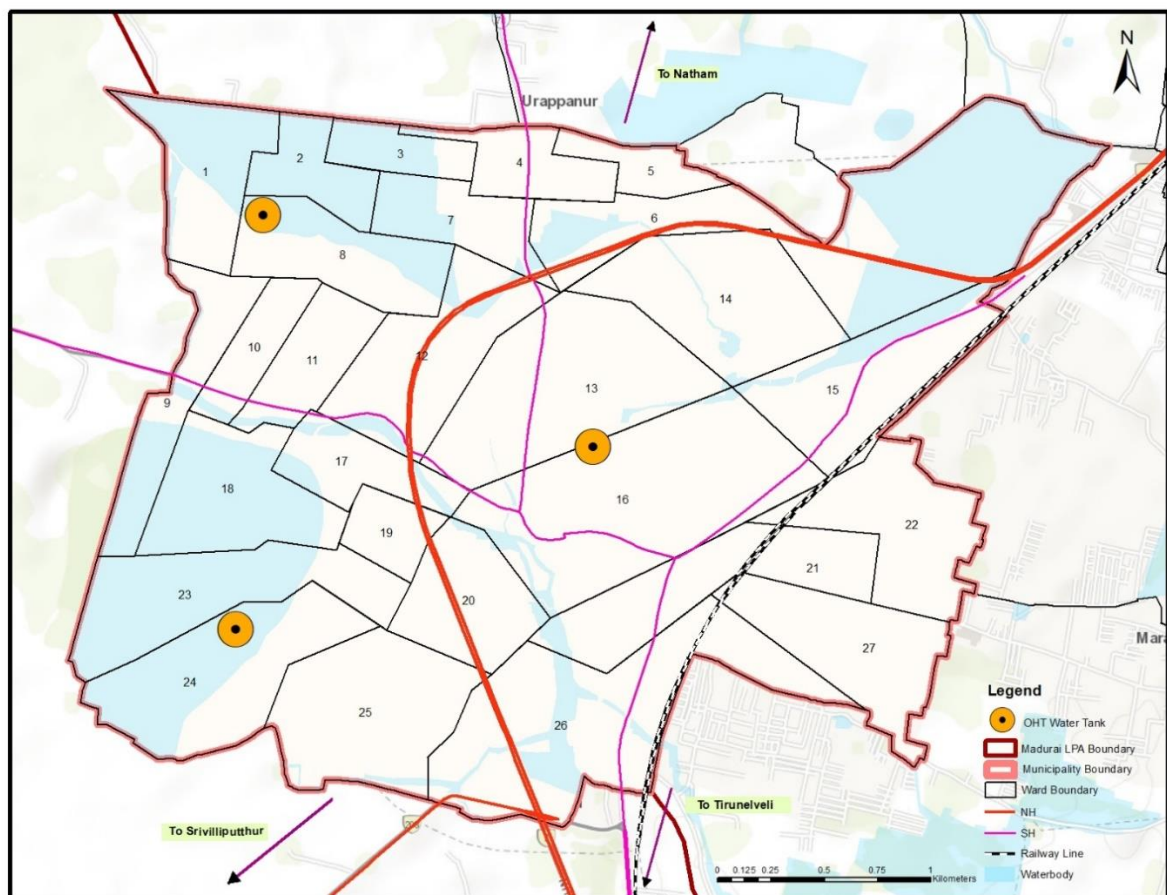 N
To Natham
Urappanur
1
2
3
4
5
6
7
8
14
10
11
12
13
15
9
17
18
16
22
19
21
23
20
27
24
25
26
Mara
To Srivilliputthur
To Tirunelveli
Legend
OHT Water Tank
Madurai LPA Boundary
Municipality Boundary
Ward Boundary
NH
SH
Railway Line
Waterbody
0 0.125 0.25 0.5 0.75 1
Kilometers